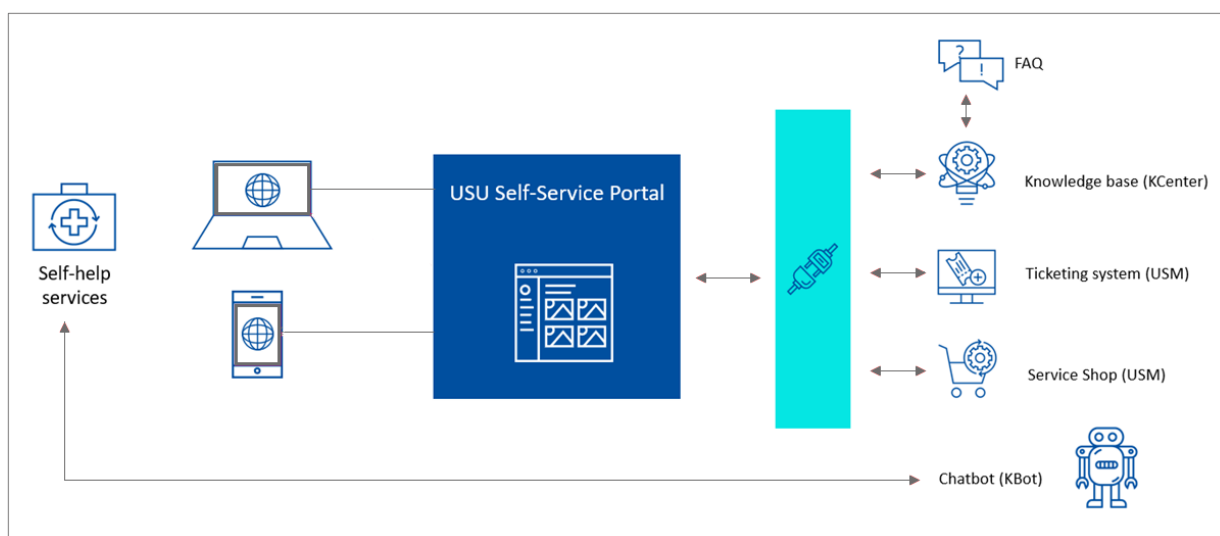 ? !
FAQ
USU Self-Service Portal
Knowledge base (KCenter)
Self-help
services
Ticketing system (USM)
Service Shop (USM)
Chatbot (KBot)